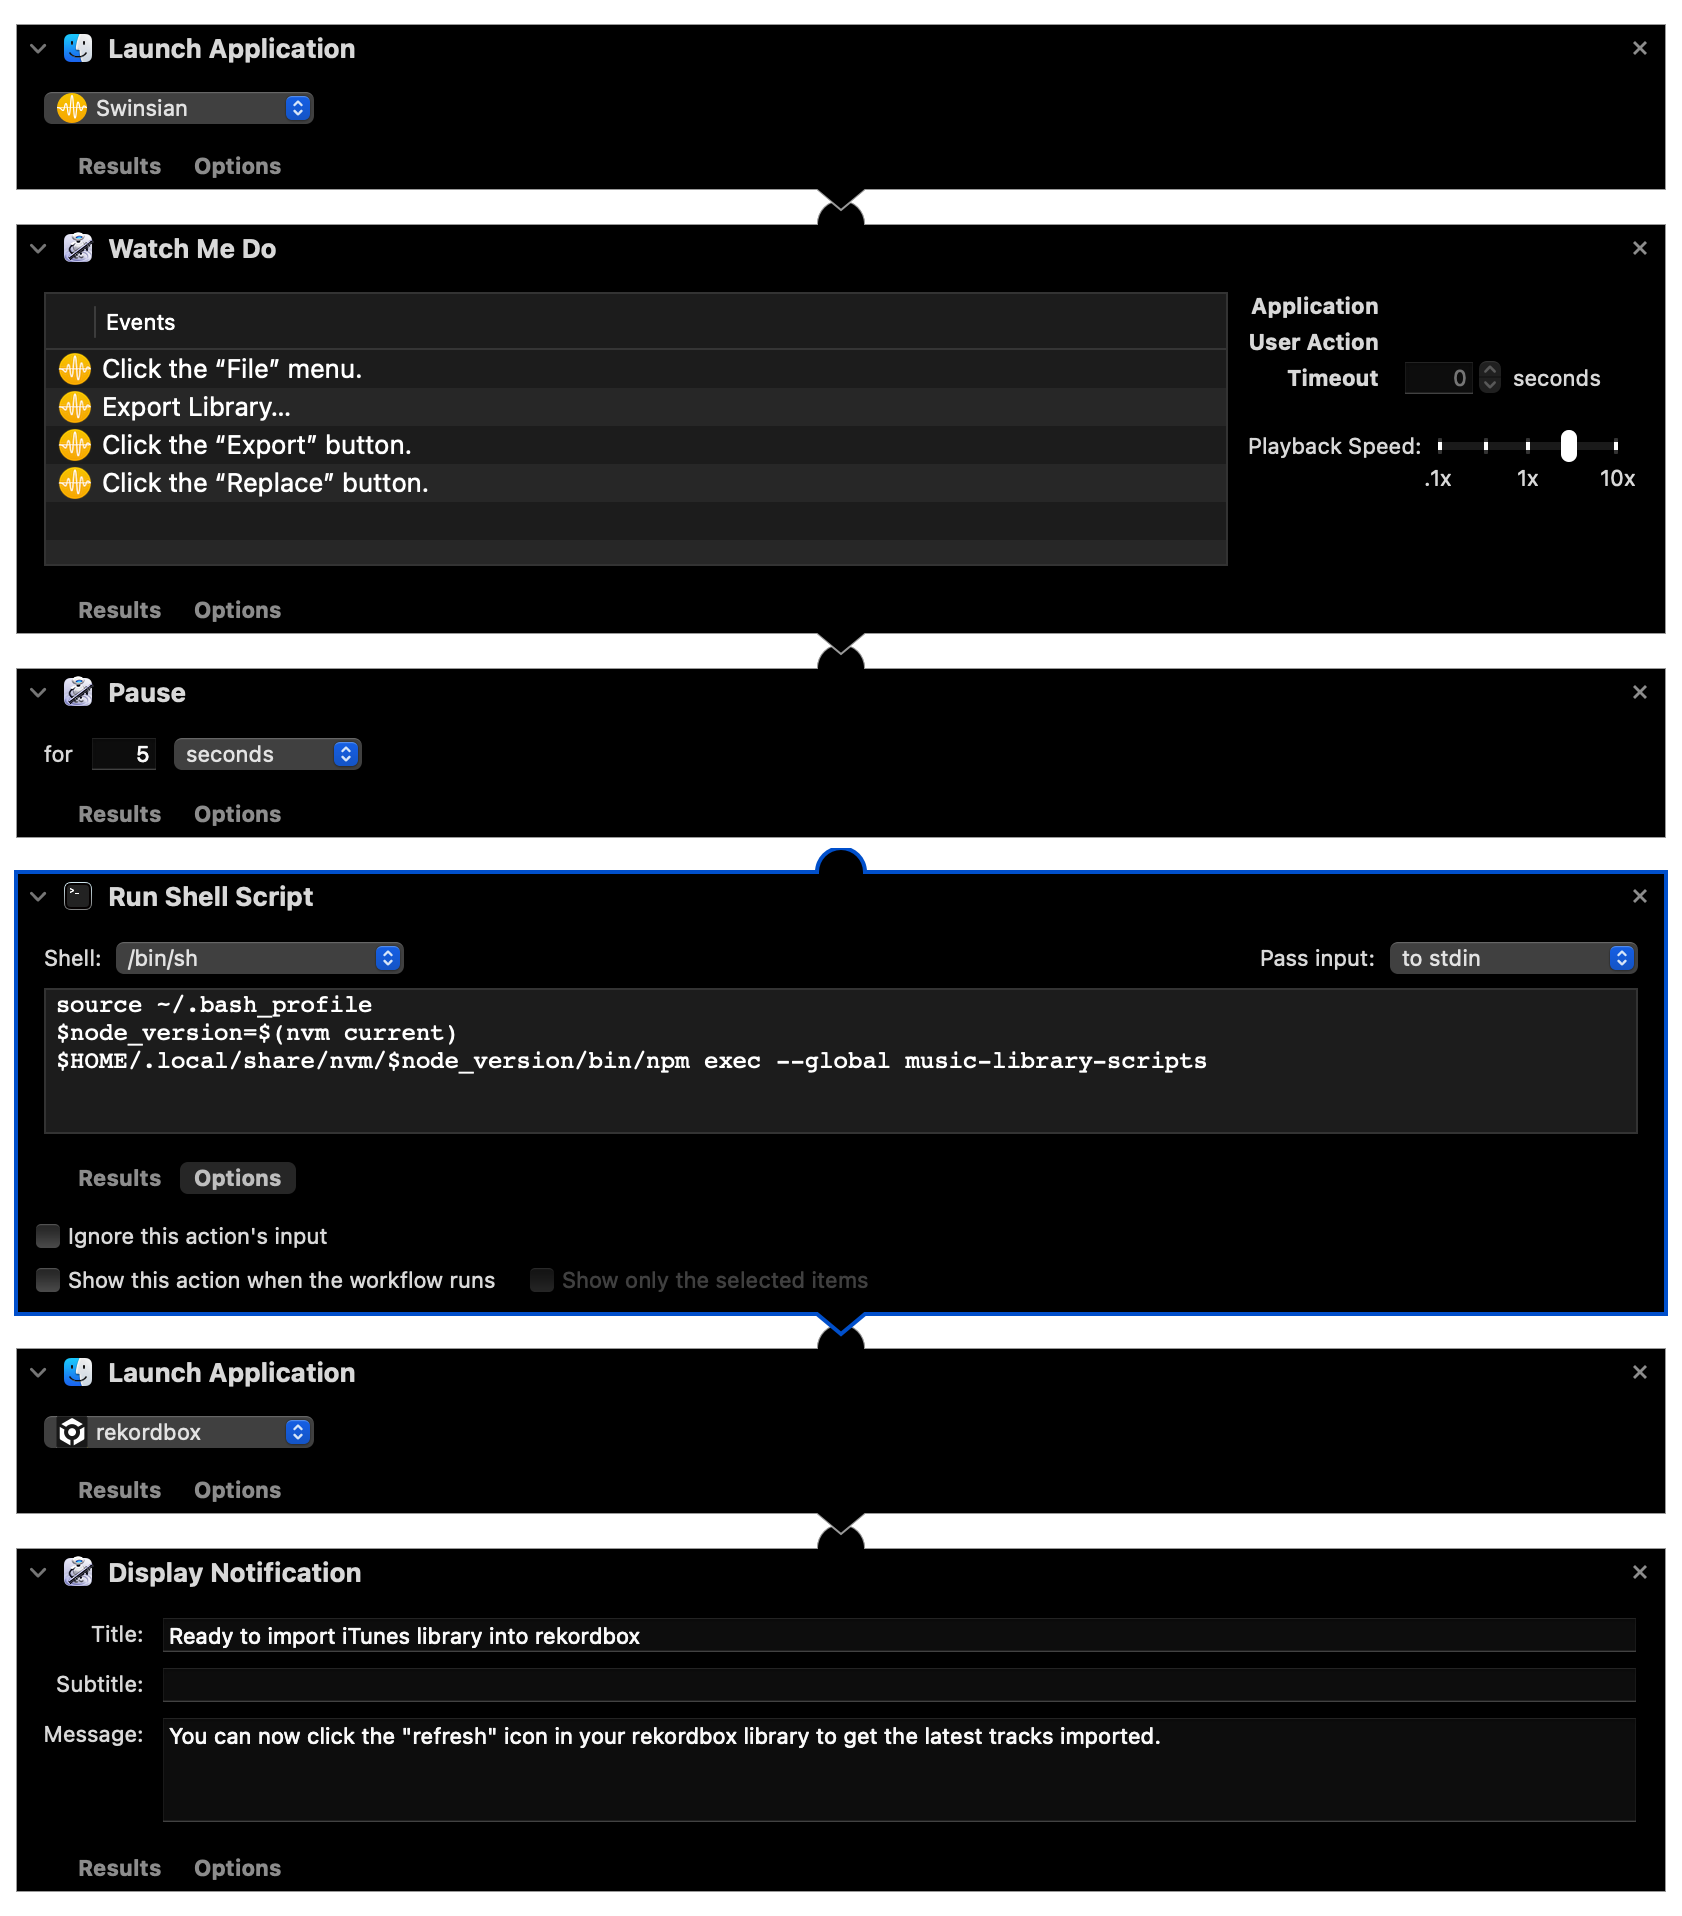 Launch Application
Swinsian
Results Options
Watch Me Do
Events
Click the “File” menu.
Export Library...
Click the “Export” button.
Click the “Replace” button.
Application
User Action
Timeout 0 seconds
Playback Speed:
.1x 1x 10x
Results Options
Pause
for 5 seconds
Results Options
Run Shell Script
Shell: /bin/sh Pass input: to stdin
source ~/.bash_profile
$node_version=$(nvm current)
$HOME/.local/share/nvm/$node_version/bin/npm exec --global music-library-scripts
Results Options
Ignore this action's input
Show this action when the workflow runs Show only the selected items
Launch Application
rekordbox
Results Options
Display Notification
Title: Ready to import iTunes library into rekordbox
Subtitle:
Message: You can now click the "refresh" icon in your rekordbox library to get the latest tracks imported.
Results Options